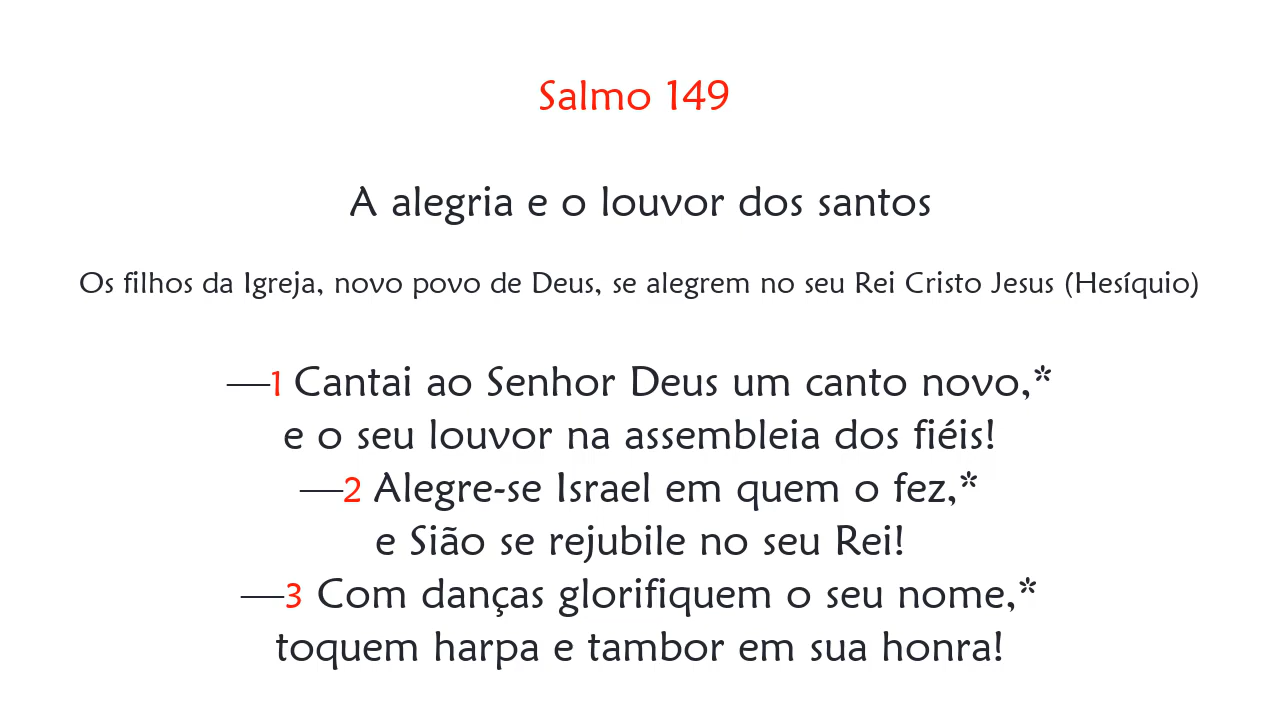 Salmo 149
A alegria e o louvor dos santos
Os filhos da Igreja, novo povo de Deus, se alegrem no seu Rei Cristo Jesus (Hesíquio)
—1 Cantai ao Senhor Deus um canto novo,*
e o seu louvor na assembleia dos fiéis!
—2 Alegre-se Israel em quem o fez,*
e Sião se rejubile no seu Rei!
—3 Com danças glorifiquem o seu nome,*
toquem harpa e tambor em sua honra!